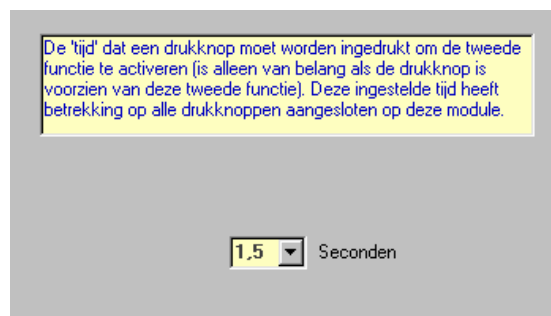 De 'tijd' dat een drukknop moet worden ingedrukt om de tweede
functie te activeren (is alleen van belang als de drukknop is
voorzien van deze tweede functie). Deze ingestelde tijd heeft
betrekking op alle drukknoppen aangesloten op deze module.
1,5 Seconden